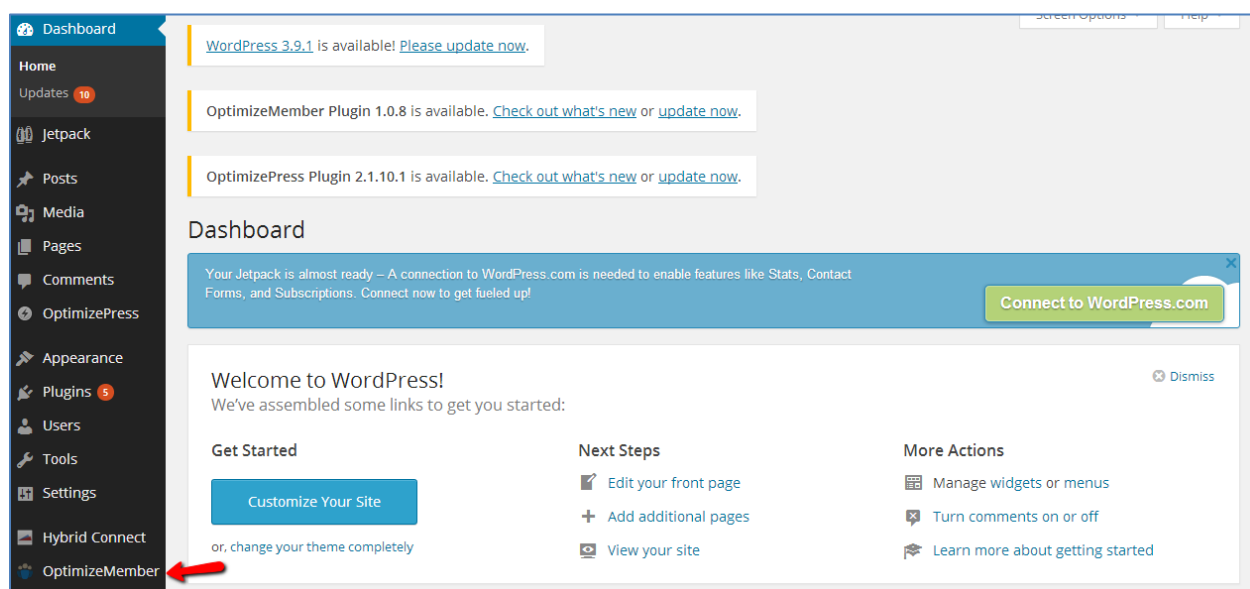 Dashboard
Home
Updates 10
Jetpack
Posts
Media
Pages
Comments
OptimizePress
Appearance
Plugins 5
Users
Tools
Settings
Hybrid Connect
OptimizeMember
Screen Options
Help
WordPress 3.9.1 is available! Please update now.
OptimizeMember Plugin 1.0.8 is available. Check out what's new or update now.
OptimizePress Plugin 2.1.10.1 is available. Check out what's new or update now.
Dashboard
Your Jetpack is almost ready – A connection to WordPress.com is needed to enable features like Stats, Contact
Forms, and Subscriptions. Connect now to get fueled up!
Connect to WordPress.com
Welcome to WordPress!
Dismiss
We've assembled some links to get you started:
Get Started
Customize Your Site
or, change your theme completely
Next Steps
Edit your front page
Add additional pages
View your site
More Actions
Manage widgets or menus
Turn comments on or off
Learn more about getting started